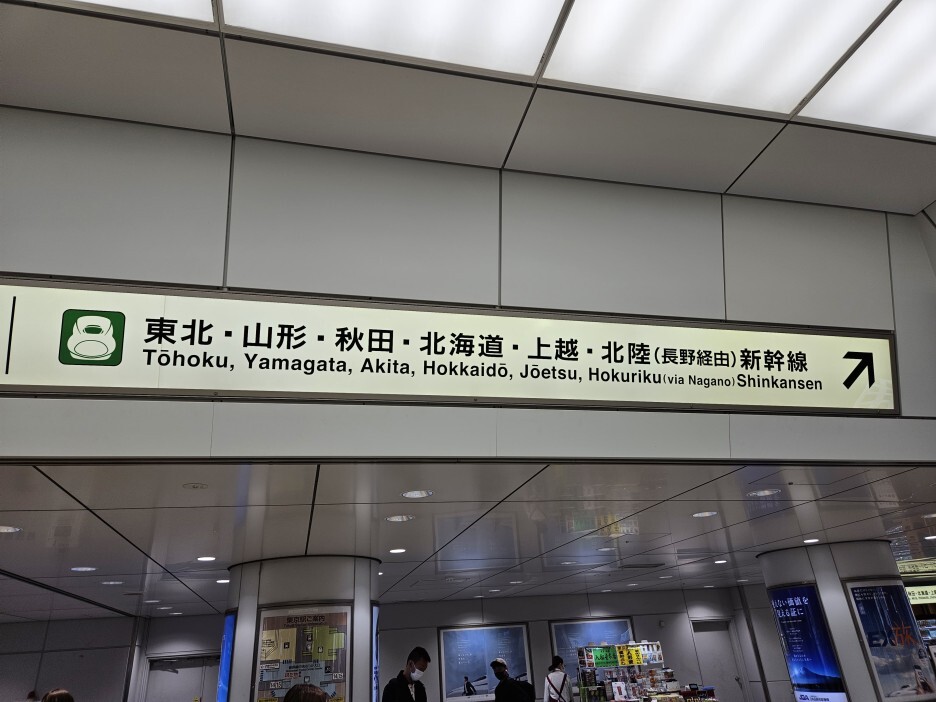 東北・山形・秋田・北海道・上越・北陸(長野経由)新幹線
Tōhoku, Yamagata, Akita, Hokkaidō, Jōetsu, Hokuriku(via Nagano)Shinkansen